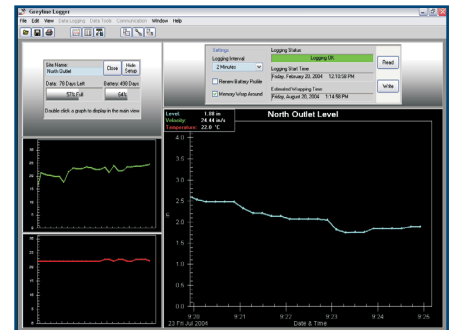 Greyline Logger
File Edit View Data Logging Data Tools Communication Window Help
Site Name:
North Outlet
Close
Hide Setup
Data: 78 Days Left
Battery: 490 Days
57% Full
64%
Double click a graph to display in the main view
Settings
Logging Interval
2 Minutes
Renew Battery Profile
Memory Wrap Around
Logging Status
Logging OK
Logging Start Time
Friday, February 20, 2004 12:10:58 PM
Estimated Wrapping Time
Friday, August 20, 2004 1:14:58 PM
Read
Write
Level: 1.88 m
Velocity: 24.44 in/s
Temperature: 22.0 °C
North Outlet Level
4.0
3.5
3.0
2.5
2.0
1.5
1.0
0.5
0.0
m
9:20 9:20 9:21 9:22 9:23 9:24 9:25
23 Fri Jul 2004
Date & Time